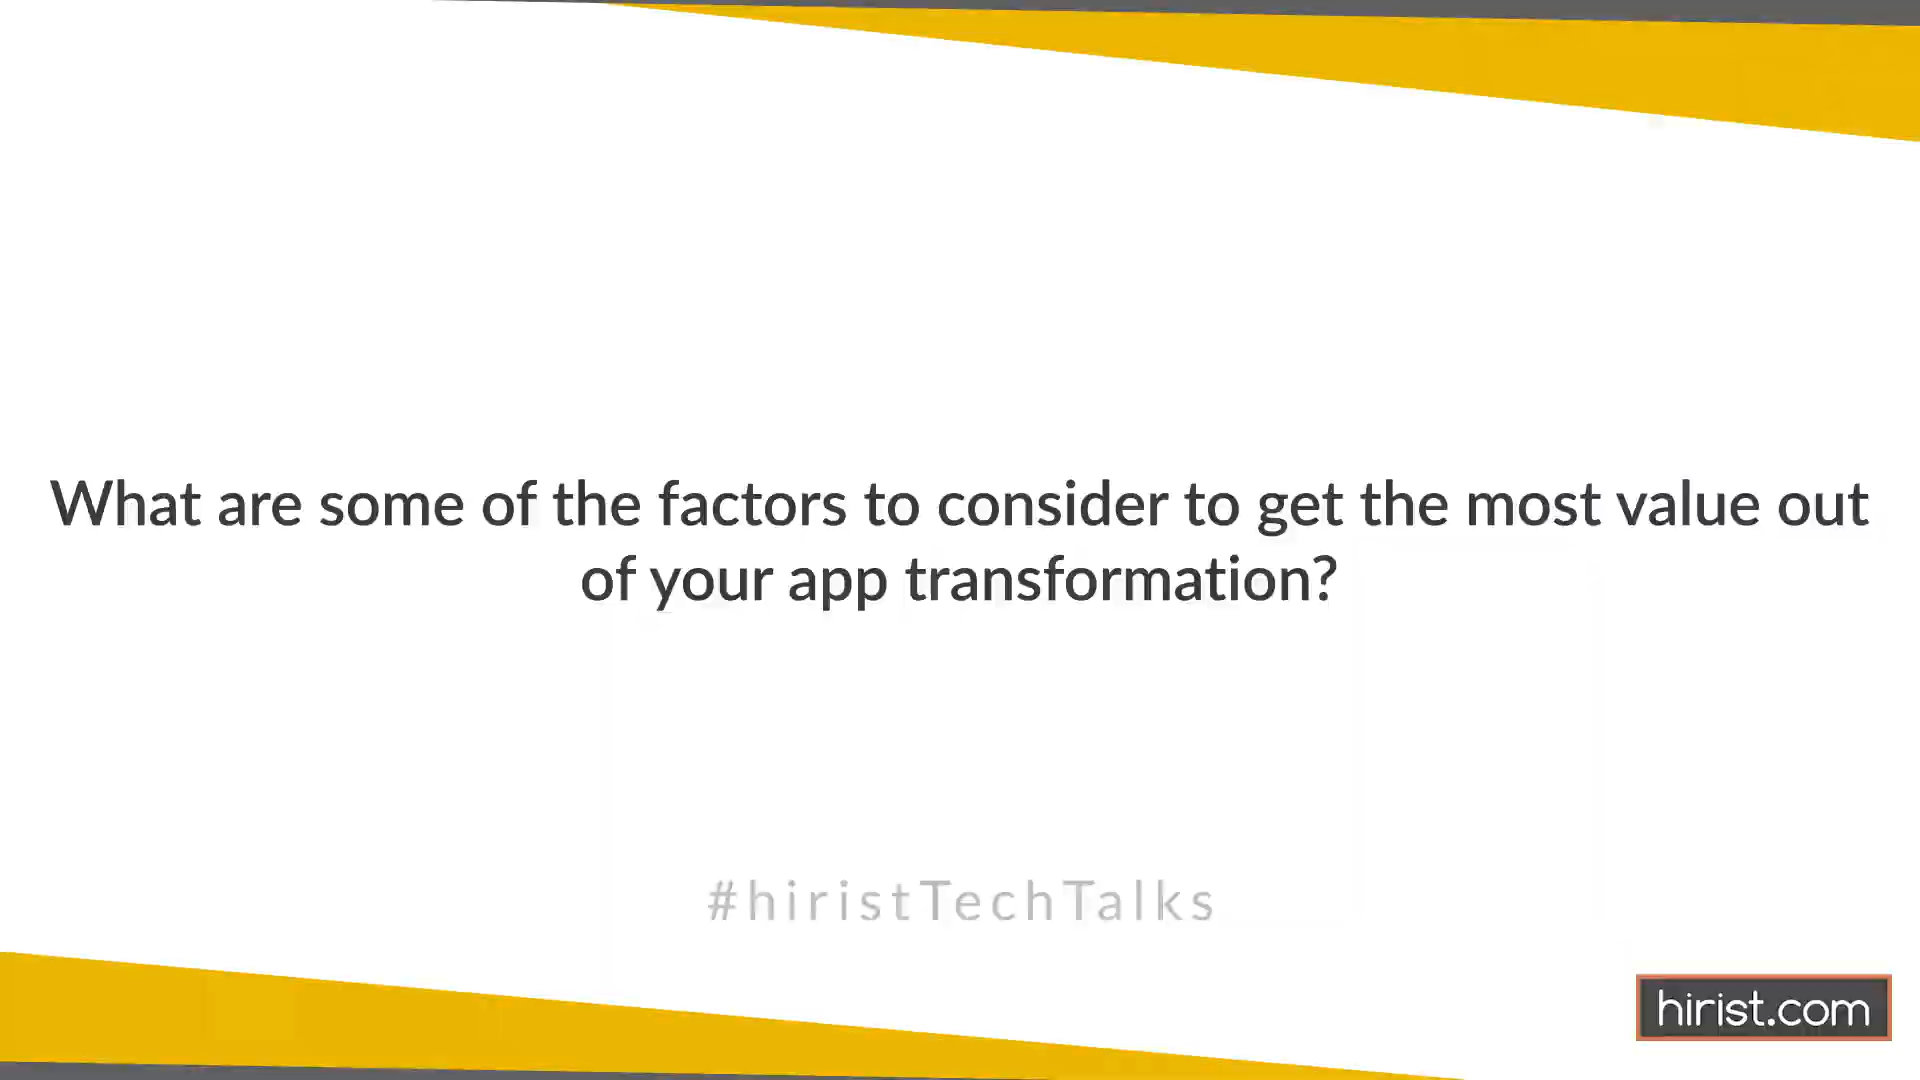 What are some of the factors to consider to get the most value out
of your app transformation?
#hiristTechTalks
hirist.com